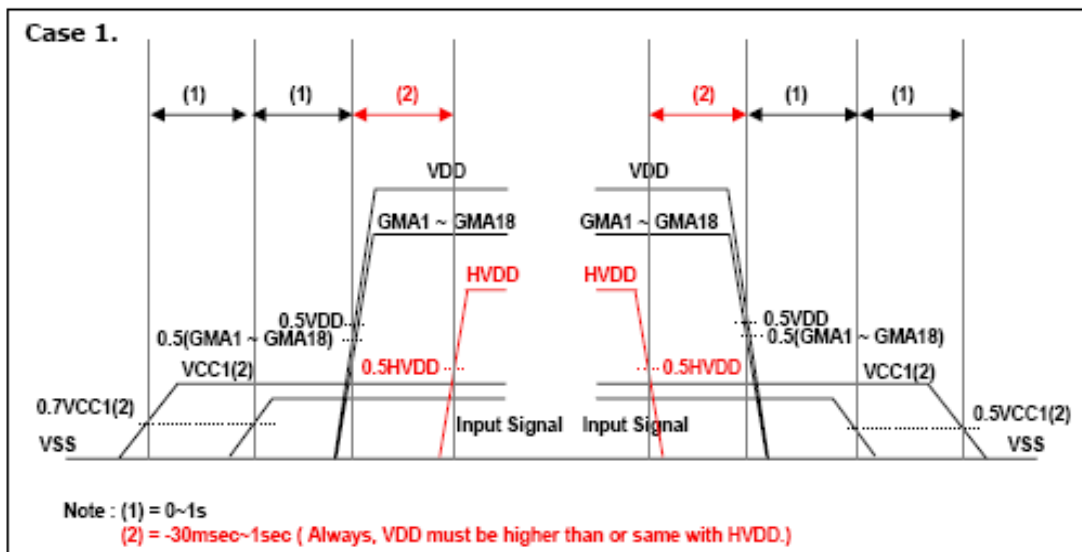 Case 1.
(1) (1) (2) (2) (1) (1)
VDD VDD
GMA1 ~ GMA18 GMA1 ~ GMA18
HVDD HVDD
0.5VDD 0.5VDD
0.5(GMA1 ~ GMA18) 0.5(GMA1 ~ GMA18)
VCC1(2) 0.5HVDD 0.5HVDD VCC1(2)
0.7VCC1(2) Input Signal Input Signal 0.5VCC1(2)
VSS VSS
Note : (1) = 0~1s
(2) = -30msec~1sec ( Always, VDD must be higher than or same with HVDD.)